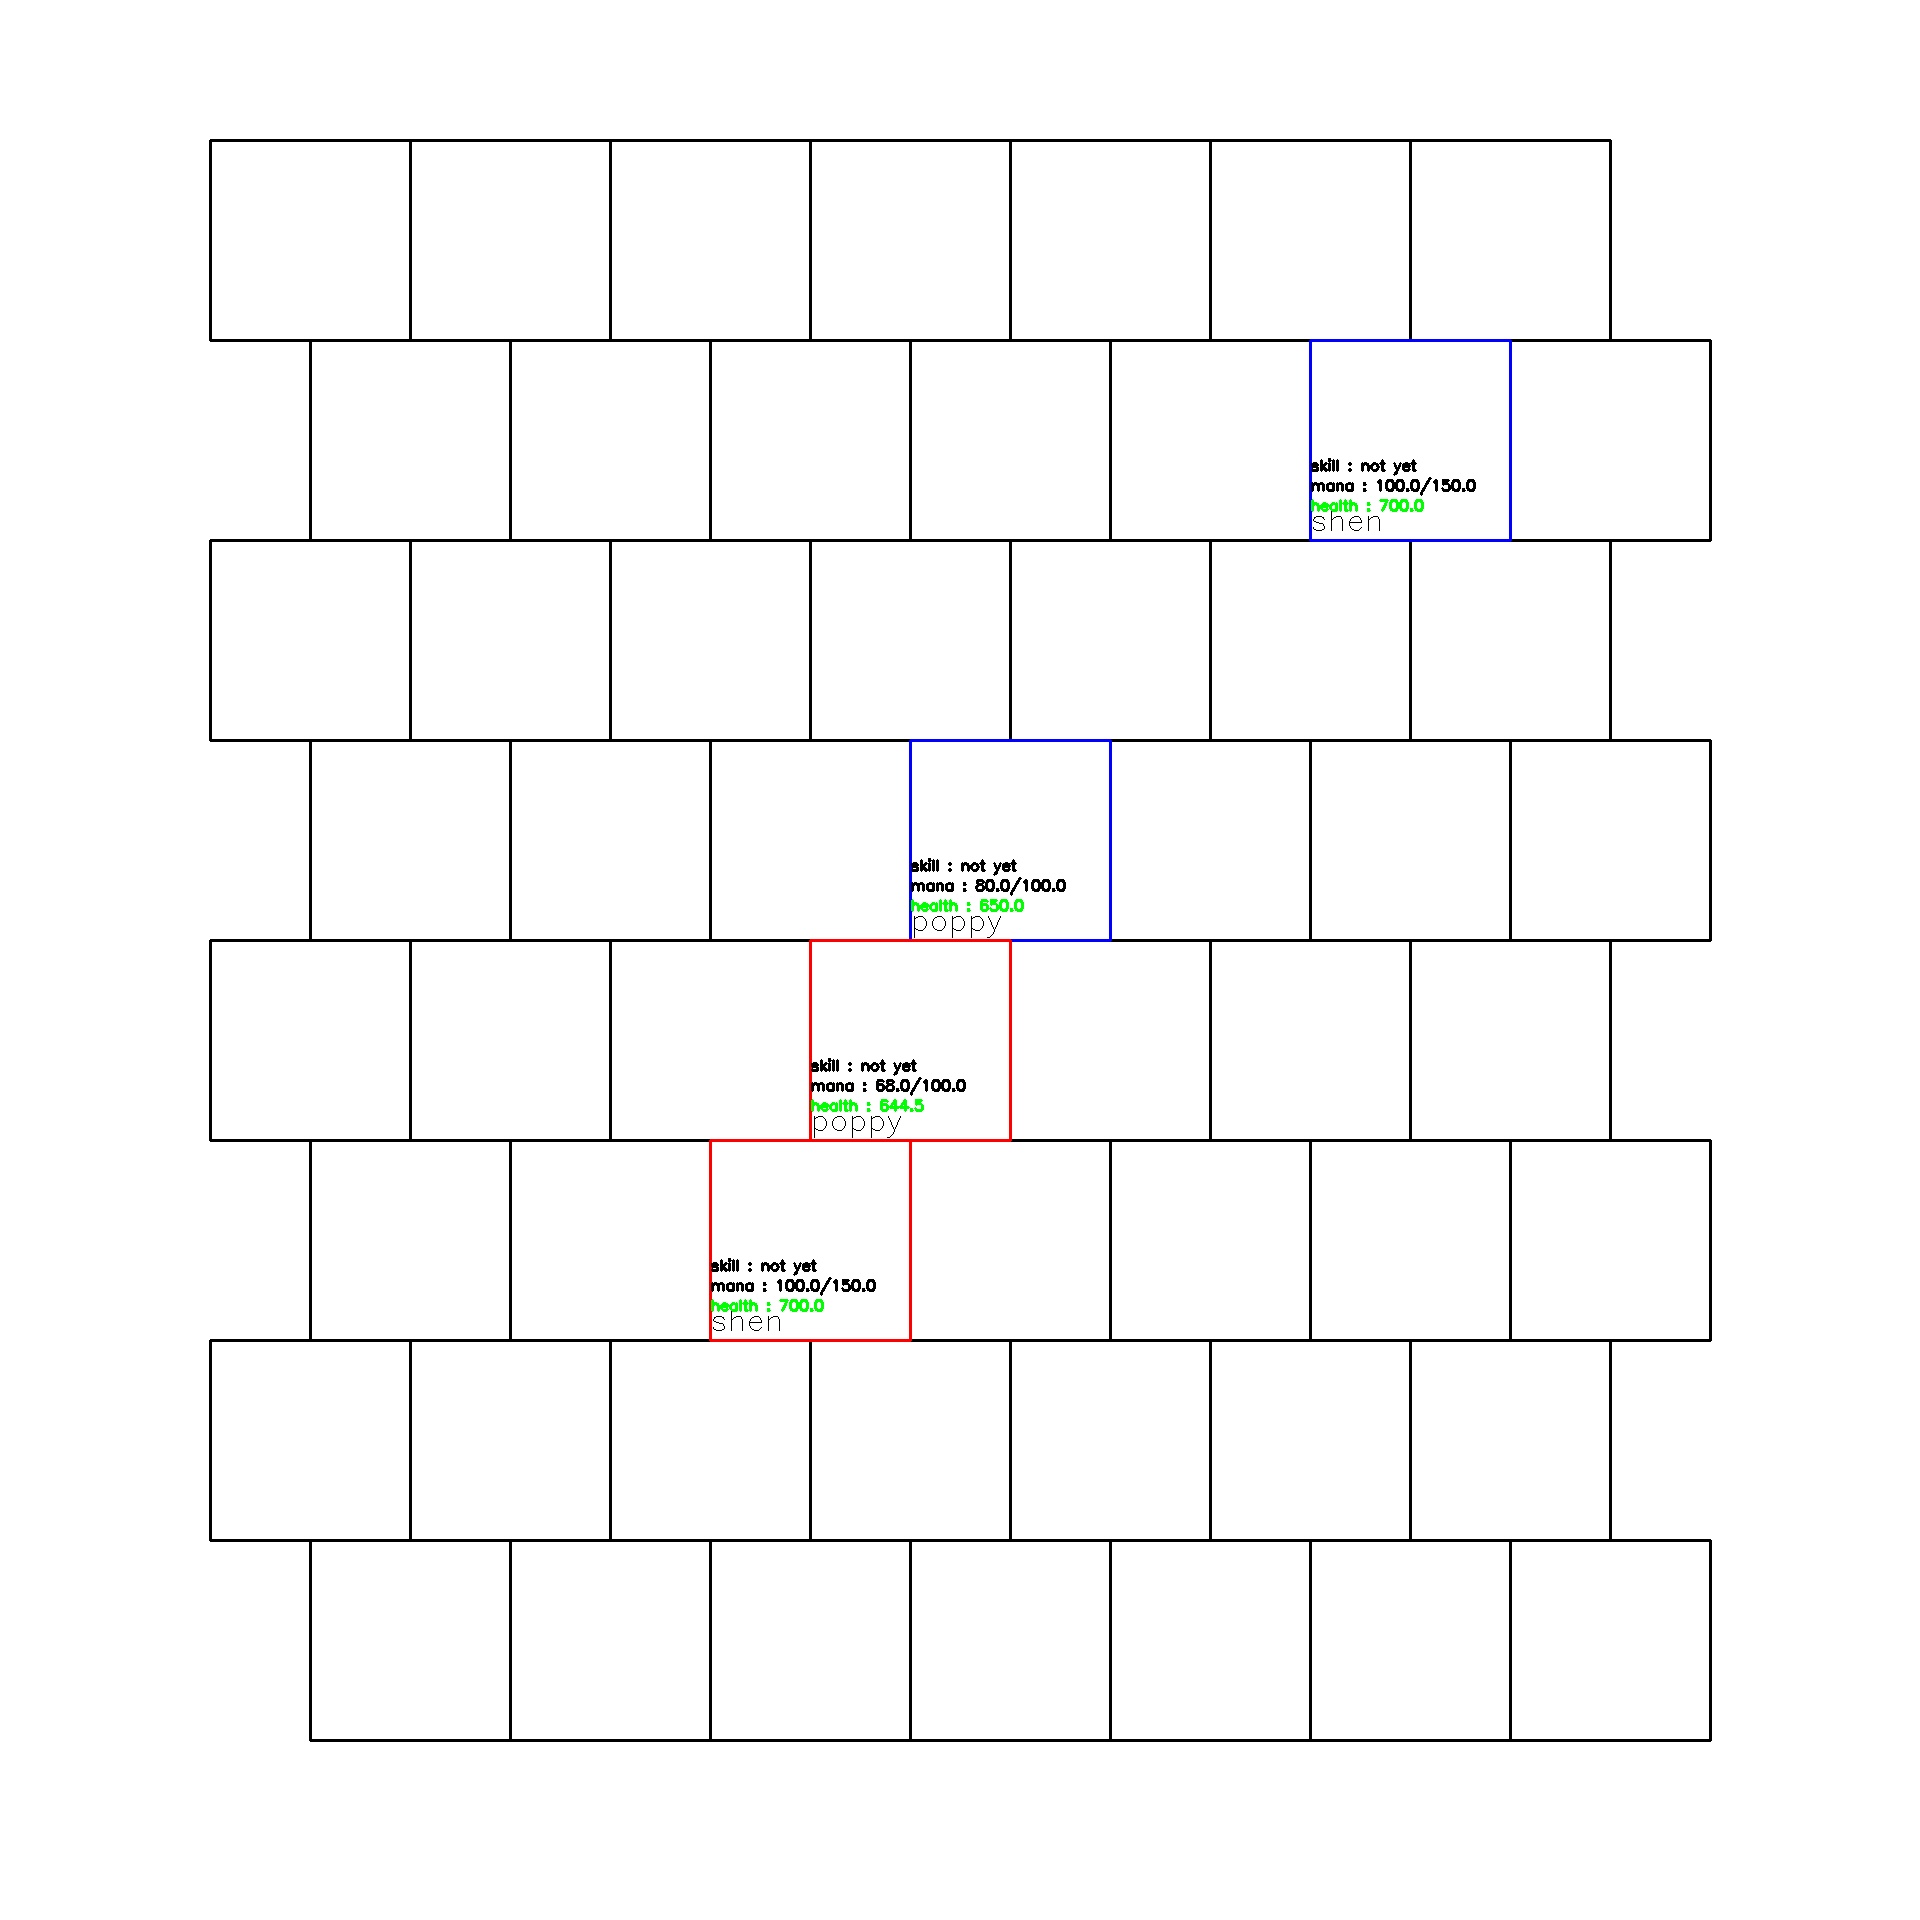 skill : not yet
mana : 100.0/150.0
health : 700.0
shen
skill : not yet
mana : 80.0/100.0
health : 650.0
poppy
skill : not yet
mana : 68.0/100.0
health : 644.5
poppy
skill : not yet
mana : 100.0/150.0
health : 700.0
shen